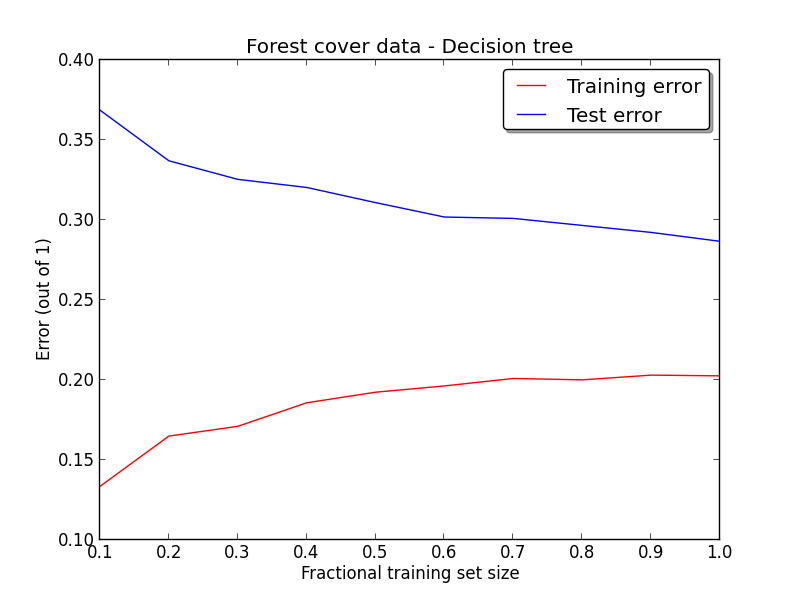 Forest cover data - Decision tree
Training error
Test error
0.40
0.35
0.30
0.25
0.20
0.15
0.10
Error (out of 1)
0.1 0.2 0.3 0.4 0.5 0.6 0.7 0.8 0.9 1.0
Fractional training set size